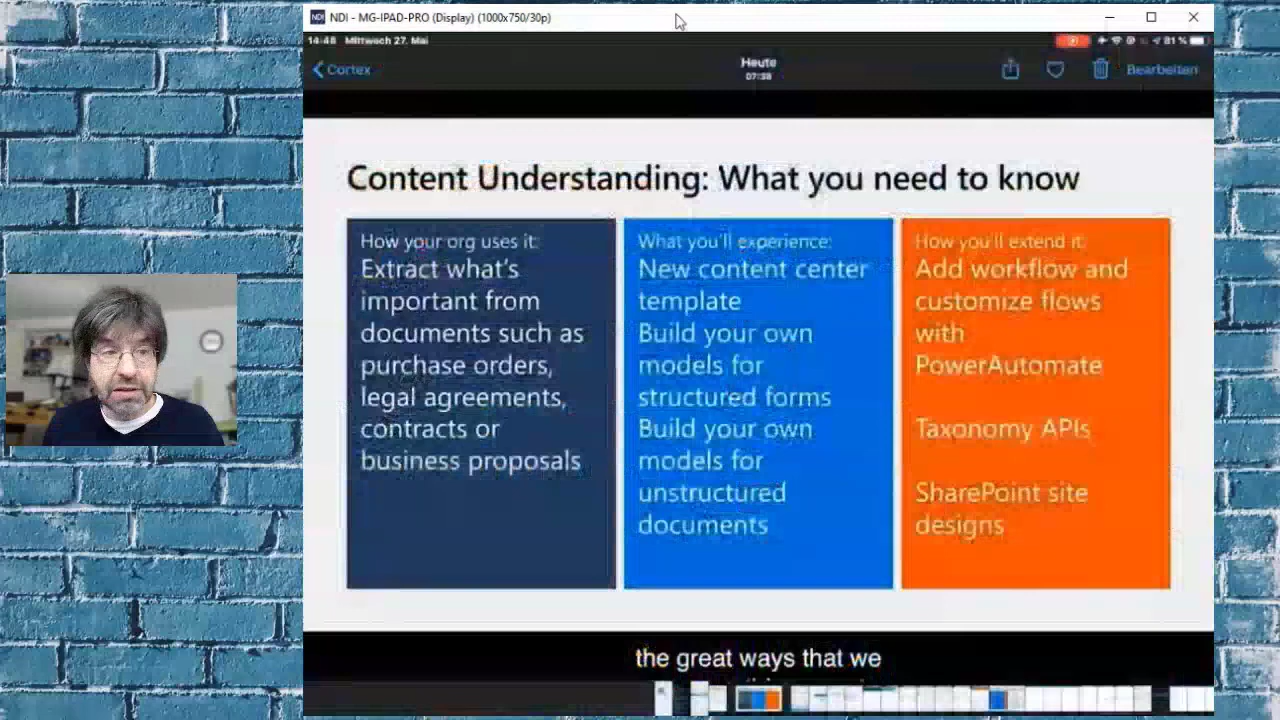 NDI - MG-IPAD-PRO (Display) (1000x750/30p)
14:48 Mittwoch 27. Mai
81 %
Cortex
Heute
07:38
Bearbeiten
Content Understanding: What you need to know
How your org uses it:
Extract what's
important from
documents such as
purchase orders,
legal agreements,
contracts or
business proposals
What you'll experience:
New content center
template
Build your own
models for
structured forms
Build your own
models for
unstructured
documents
How you'll extend it:
Add workflow and
customize flows
with
PowerAutomate
Taxonomy APIs
SharePoint site
designs
the great ways that we